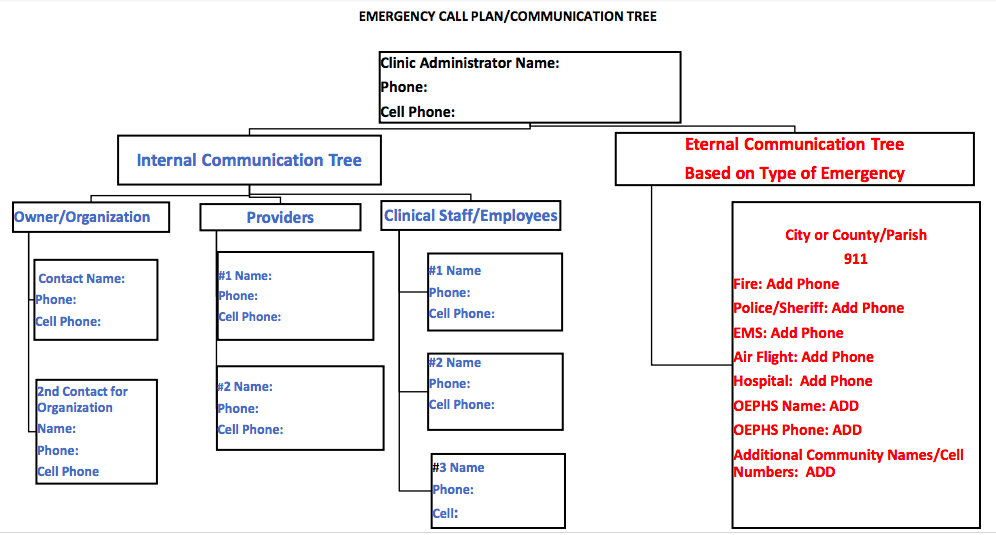 EMERGENCY CALL PLAN/COMMUNICATION TREE
Clinic Administrator Name:
Phone:
Cell Phone:
Internal Communication Tree
Eternal Communication Tree
Based on Type of Emergency
Owner/Organization
Providers
Clinical Staff/Employees
Contact Name:
Phone:
Cell Phone:
2nd Contact for
Organization
Name:
Phone:
Cell Phone
#1 Name:
Phone:
Cell Phone:
#2 Name:
Phone:
Cell Phone:
#1 Name
Phone:
Cell Phone:
#2 Name
Phone:
Cell Phone:
#3 Name
Phone:
Cell:
City or County/Parish
911
Fire: Add Phone
Police/Sheriff: Add Phone
EMS: Add Phone
Air Flight: Add Phone
Hospital:  Add Phone
OEPHS Name: ADD
OEPHS Phone: ADD
Additional Community Names/Cell
Numbers:  ADD